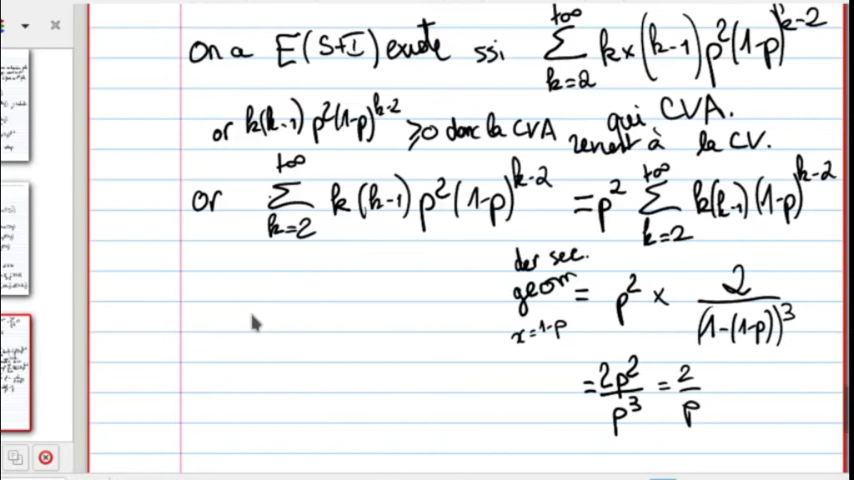 On a E(S+I) existe ssi +∞ ∑ k=2 k×(k-1)p²(1-p)^{k-2}
qui CVA.
or k(k-1)p²(1-p)^{k-2} ≥0 donc la CVA revient à la CV.
or +∞ ∑ k=2 k(k-1)p²(1-p)^{k-2} = p² +∞ ∑ k=2 k(k-1)(1-p)^{k-2}
der sec.
geom = p² × 2/(1-(1-p))³
x=1-p
= 2p²/p³ = 2/p